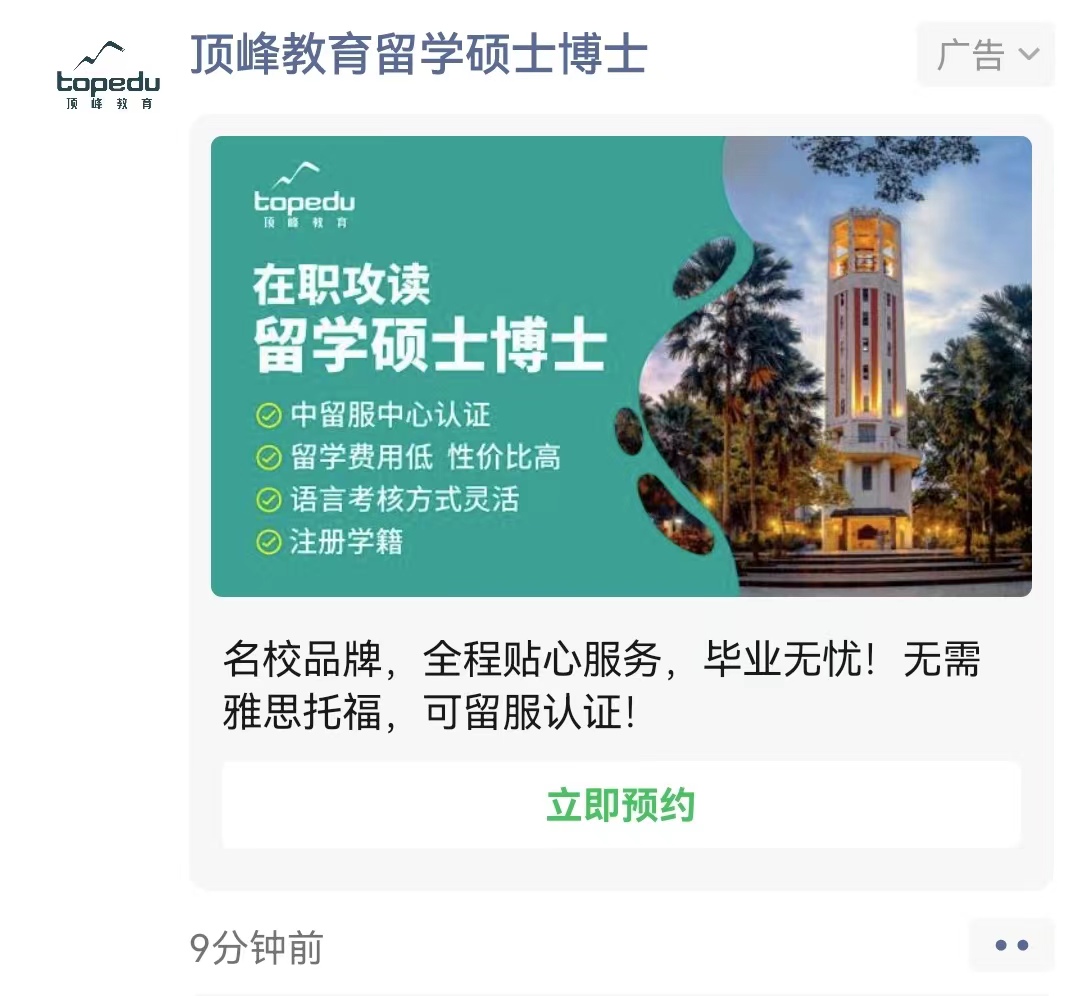 topedu
顶峰教育
顶峰教育留学硕士博士
广告
topedu
顶峰教育
在职攻读
留学硕士博士
中留服中心认证
留学费用低 性价比高
语言考核方式灵活
注册学籍
名校品牌，全程贴心服务，毕业无忧！无需
雅思托福，可留服认证！
立即预约
9分钟前